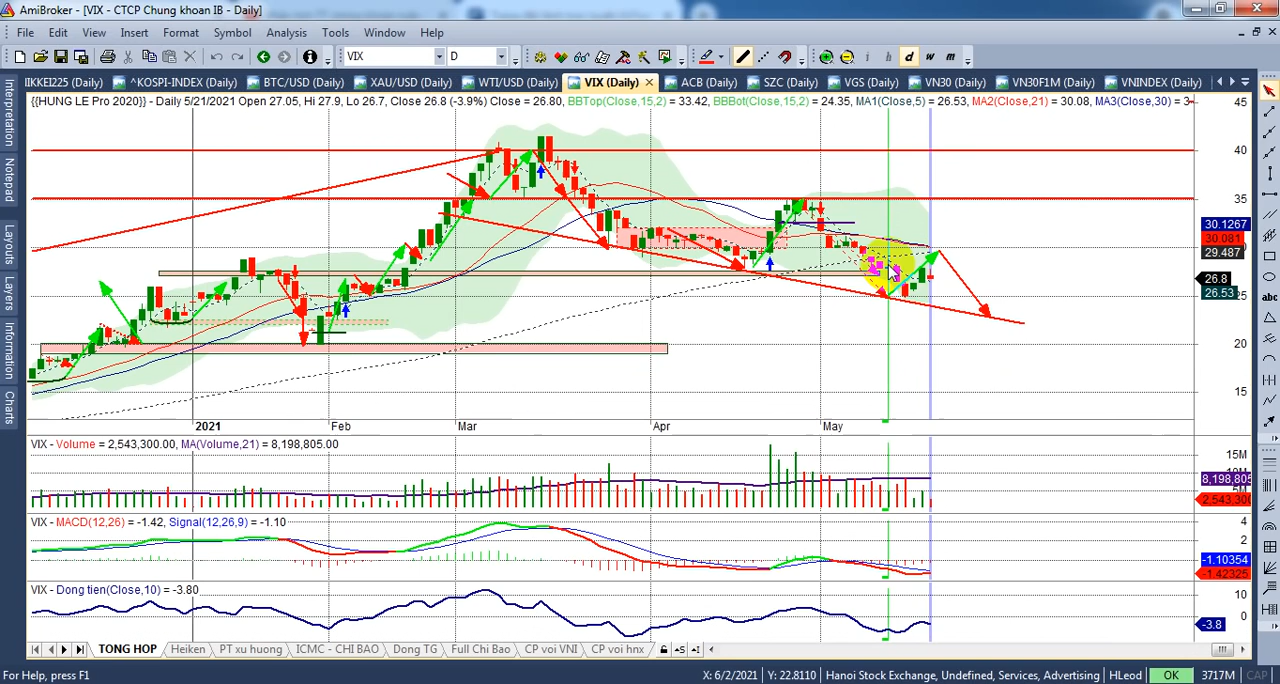 AmiBroker - [VIX - CTCP Chung khoan IB - Daily]
File Edit View Insert Format Symbol Analysis Tools Window Help
VIX D d w m
IKKEI225 (Daily) ^KOSPI-INDEX (Daily) BTC/USD (Daily) XAU/USD (Daily) WTI/USD (Daily) VIX (Daily) ACB (Daily) SZC (Daily) VGS (Daily) VN30 (Daily) VN30F1M (Daily) VNINDEX (Daily)
{{HUNG LE Pro 2020}} - Daily 5/21/2021 Open 27.05, Hi 27.9, Lo 26.7, Close 26.8 (-3.9%) Close = 26.80, BBTop(Close,15,2) = 33.42, BBBot(Close,15,2) = 24.35, MA1(Close,5) = 26.53, MA2(Close,21) = 30.08, MA3(Close,30) = 3
Interpretation
Notepad
Layouts
Layers
Information
Charts
45
40
35
30.1267
30.081
29.487
26.8
26.53
25
20
15
2021 Feb Mar Apr May
VIX - Volume = 2,543,300.00, MA(Volume,21) = 8,198,805.00
15M
8,198,805
2,543,300
VIX - MACD(12,26) = -1.42, Signal(12,26,9) = -1.10
4
2
-1.10354
-1.42325
VIX - Dong tien(Close,10) = -3.80
10
0
-3.8
TONG HOP Heiken PT xu huong ICMC - CHI BAO Dong TG Full Chi Bao CP voi VNI CP voi hnx
For Help, press F1 X: 6/2/2021 Y: 22.8110 Hanoi Stock Exchange, Undefined, Services, Advertising HLeod OK 3717M CAP
abc